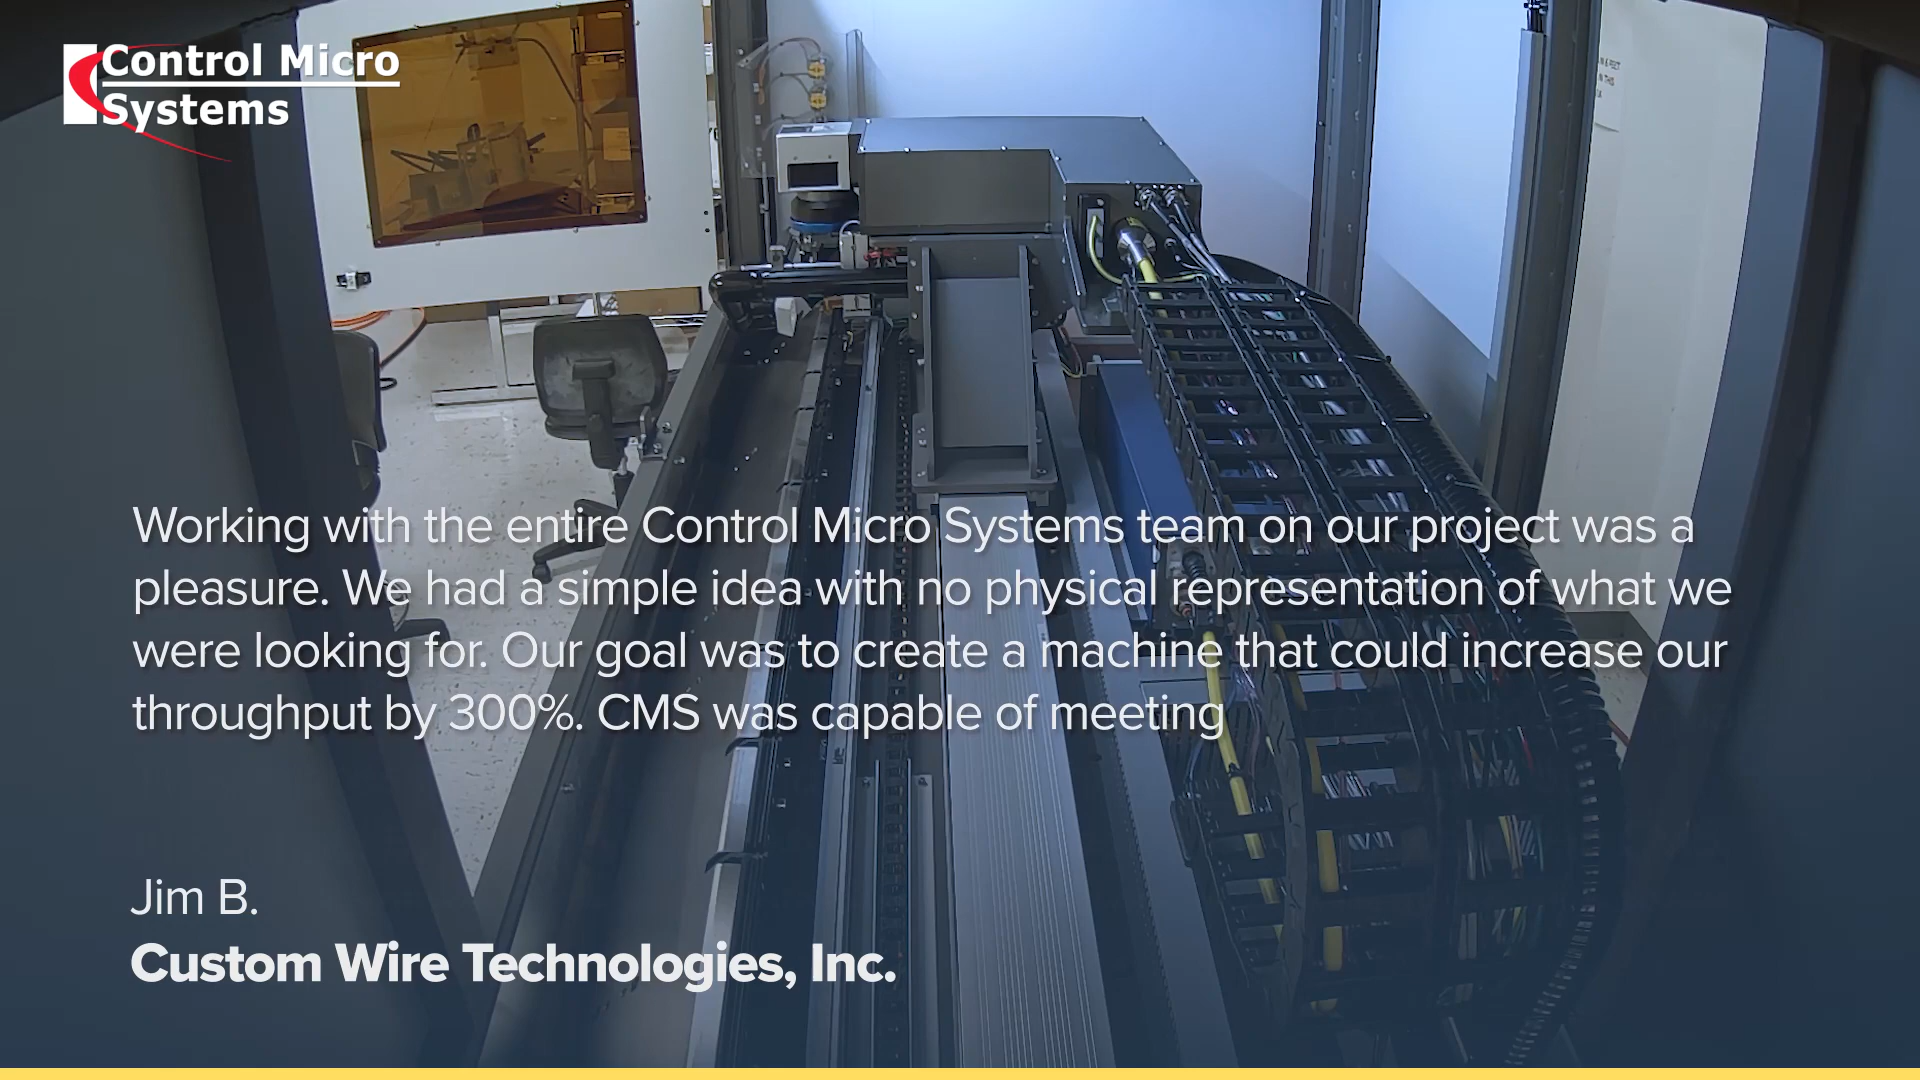 Control Micro
Systems
Working with the entire Control Micro Systems team on our project was a
pleasure. We had a simple idea with no physical representation of what we
were looking for. Our goal was to create a machine that could increase our
throughput by 300%. CMS was capable of meeting
Jim B.
Custom Wire Technologies, Inc.